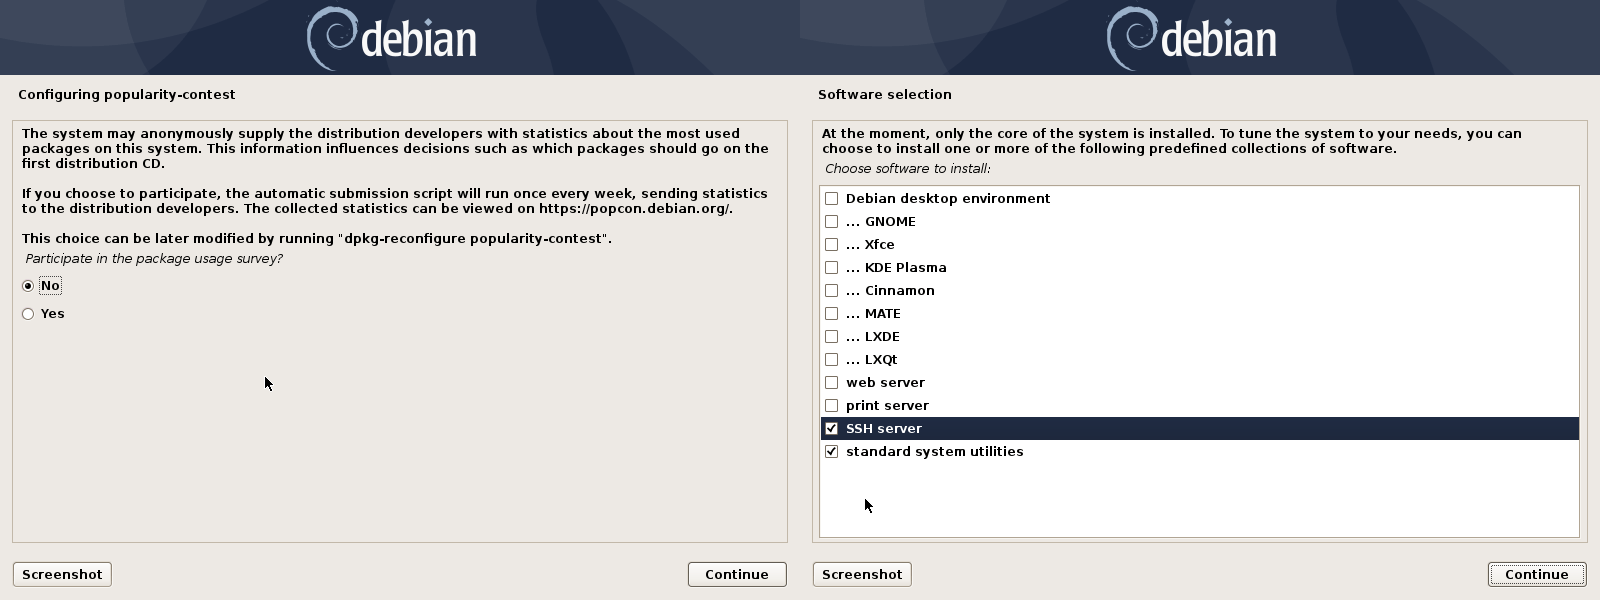 debian
Configuring popularity-contest
The system may anonymously supply the distribution developers with statistics about the most used
packages on this system. This information influences decisions such as which packages should go on the
first distribution CD.
If you choose to participate, the automatic submission script will run once every week, sending statistics
to the distribution developers. The collected statistics can be viewed on https://popcon.debian.org/.
This choice can be later modified by running "dpkg-reconfigure popularity-contest".
Participate in the package usage survey?
No
Yes
Screenshot
Continue
debian
Software selection
At the moment, only the core of the system is installed. To tune the system to your needs, you can
choose to install one or more of the following predefined collections of software.
Choose software to install:
Debian desktop environment
... GNOME
... Xfce
... KDE Plasma
... Cinnamon
... MATE
... LXDE
... LXQt
web server
print server
SSH server
standard system utilities
Screenshot
Continue